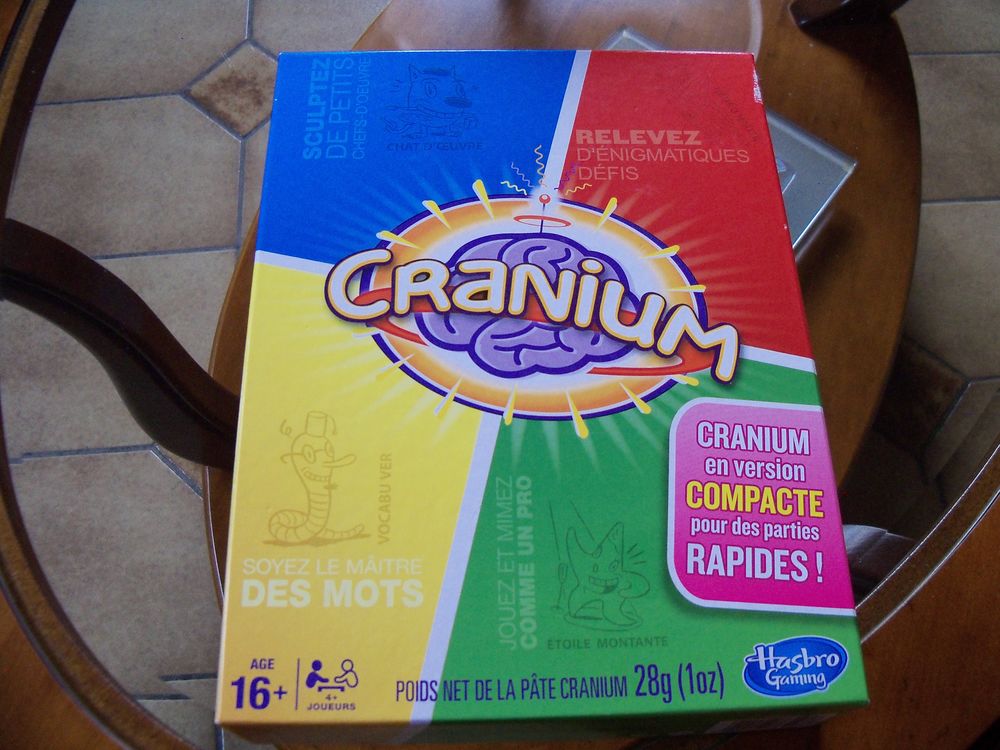 SCULPTEZ
DE PETITS
CHEFS-D'ŒUVRE
CHAT D'ŒUVRE
RELEVEZ
D'ÉNIGMATIQUES
DÉFIS
CRANIUM
CRANIUM
en version
COMPACTE
pour des parties
RAPIDES !
VOCABU VER
SOYEZ LE MÂITRE
DES MOTS
JOUEZ ET MIMEZ
COMME UN PRO
ÉTOILE MONTANTE
AGE
16+
4+
JOUEURS
POIDS NET DE LA PÂTE CRANIUM 28g (1oz)
Hasbro
Gaming